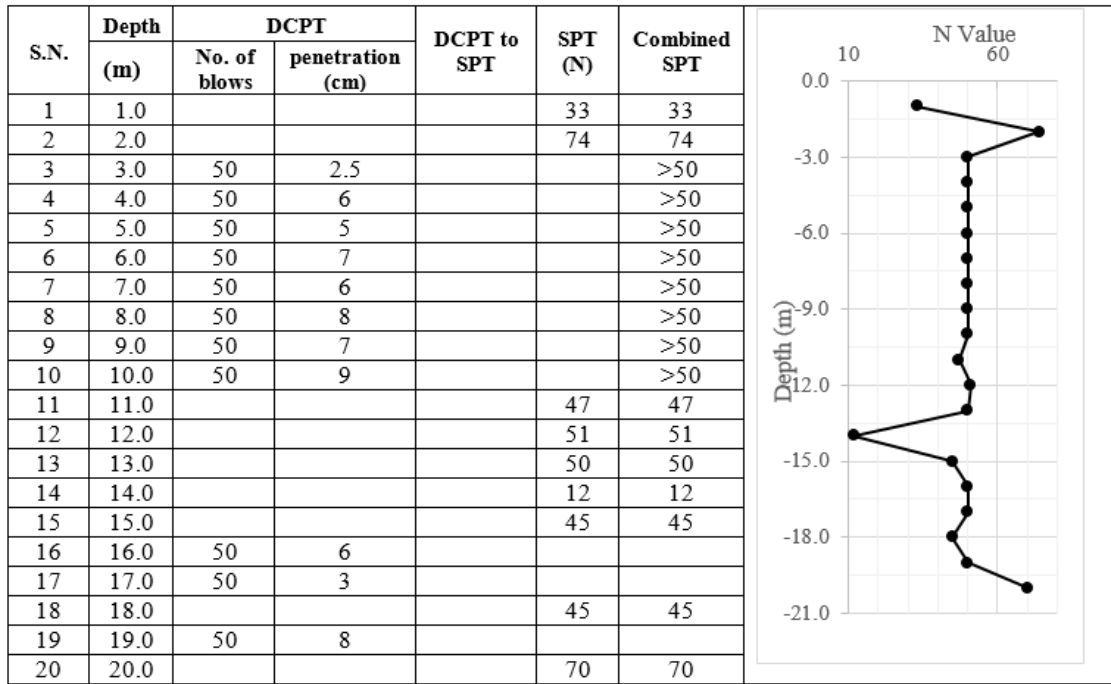 S.N. Depth (m) DCPT No. of blows penetration (cm) DCPT to SPT SPT (N) Combined SPT
1 1.0 33 33
2 2.0 74 74
3 3.0 50 2.5 >50
4 4.0 50 6 >50
5 5.0 50 5 >50
6 6.0 50 7 >50
7 7.0 50 6 >50
8 8.0 50 8 >50
9 9.0 50 7 >50
10 10.0 50 9 >50
11 11.0 47 47
12 12.0 51 51
13 13.0 50 50
14 14.0 12 12
15 15.0 45 45
16 16.0 50 6
17 17.0 50 3
18 18.0 45 45
19 19.0 50 8
20 20.0 70 70
N Value
10 60
0.0
-3.0
-6.0
-9.0
-12.0
-15.0
-18.0
-21.0
Depth (m)